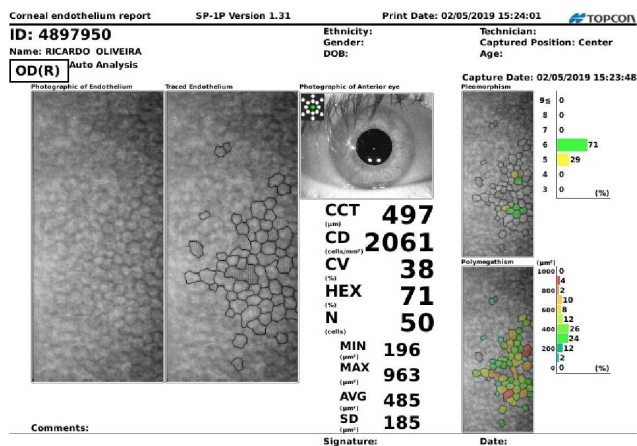 Corneal endothelium report SP-1P Version 1.31 Print Date: 02/05/2019 15:24:01 TOPCON
ID: 4897950
Name: RICARDO OLIVEIRA
OD(R) Auto Analysis
Ethnicity:
Gender:
DOB:
Technician:
Captured Position: Center
Age:
Capture Date: 02/05/2019 15:23:48
Photographic of Endothelium
Traced Endothelium
Photographic of Anterior eye
CCT 497
(μm)
CD 2061
(cells/mm²)
CV 38
(%)
HEX 71
(%)
N 50
(cells)
MIN 196
(μm²)
MAX 963
(μm²)
AVG 485
(μm²)
SD 185
(μm²)
Pleomorphism
9≤ 0
8 0
7 0
6 71
5 29
4 0
3 0 (%)
Polymegathism (μm²)
1000 0
4
800 2
10
600 8
12
400 26
24
200 12
2
0 0 (%)
Comments:
Signature:
Date: